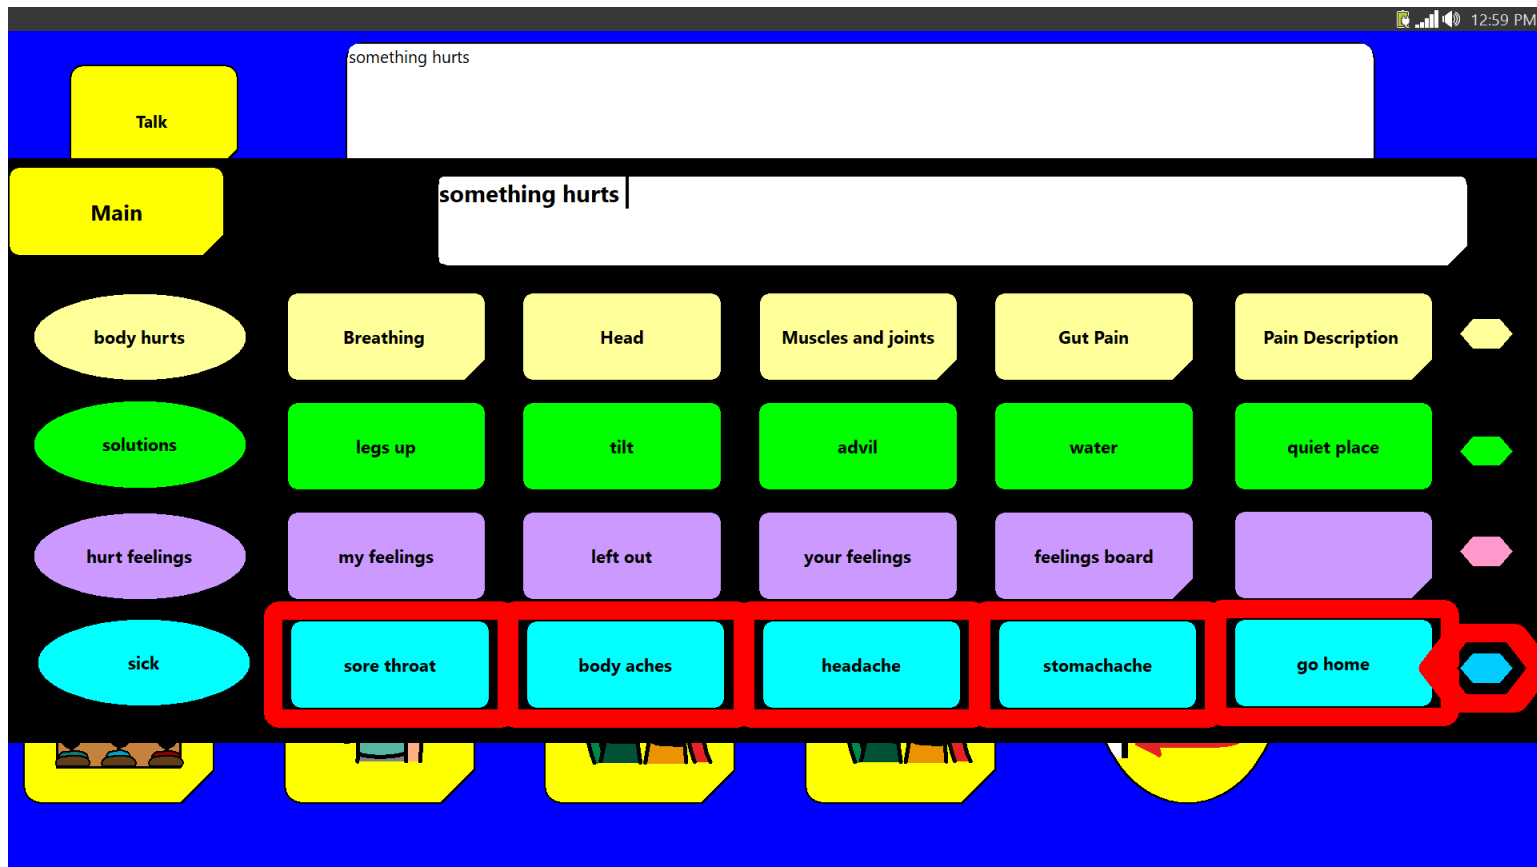 12:59 PM
something hurts
Talk
Main
something hurts
body hurts
Breathing
Head
Muscles and joints
Gut Pain
Pain Description
solutions
legs up
tilt
advil
water
quiet place
hurt feelings
my feelings
left out
your feelings
feelings board
sick
sore throat
body aches
headache
stomachache
go home